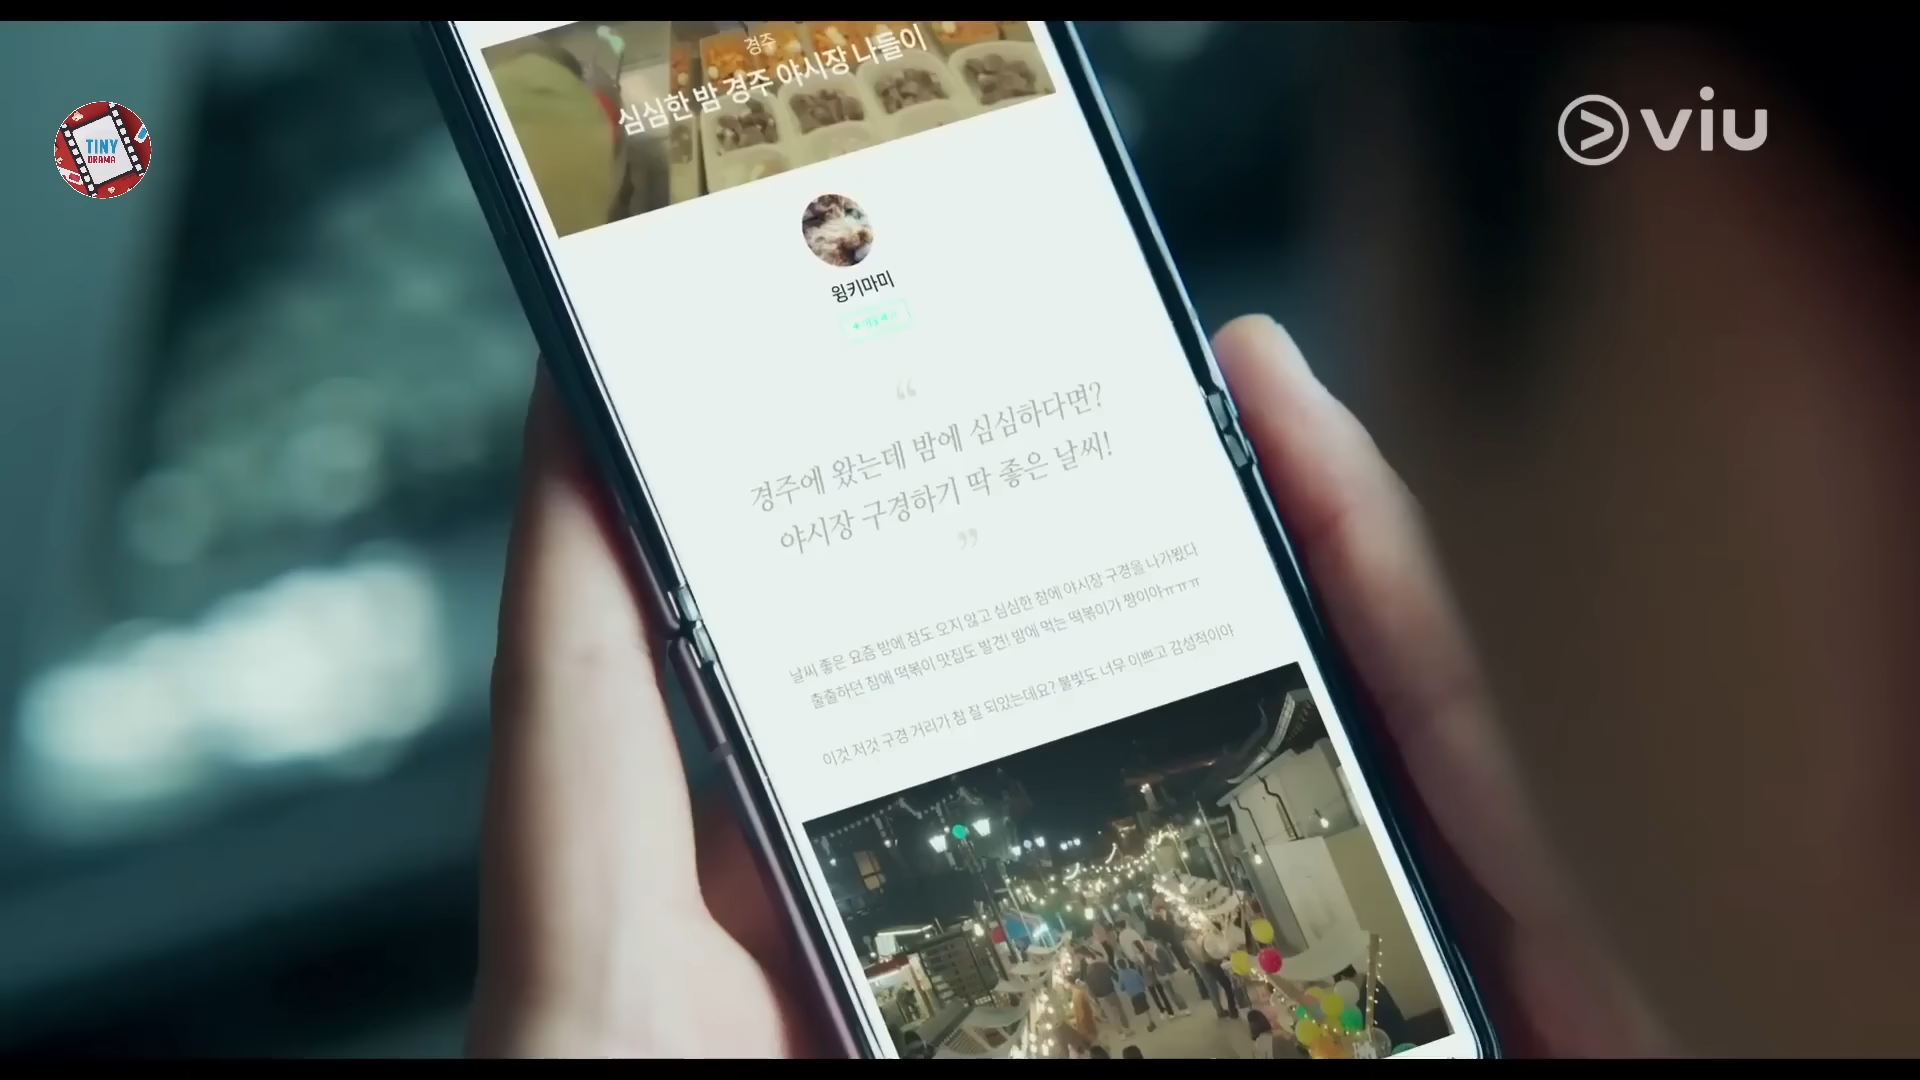 경주
심심한 밤 경주 야시장 나들이
TINY
DRAMA
viu
윙키마미
“
경주에 왔는데 밤에 심심하다면?
야시장 구경하기 딱 좋은 날씨!
”
날씨 좋은 요즘 밤에 잠도 오지 않고 심심한 참에 야시장 구경을 나가봤다
출출하던 참에 떡볶이 맛집도 발견! 밤에 먹는 떡볶이가 짱이야ㅠㅠㅠ
이것 저것 구경 거리가 참 잘 되있는데요? 불빛도 너무 이쁘고 감성적이야